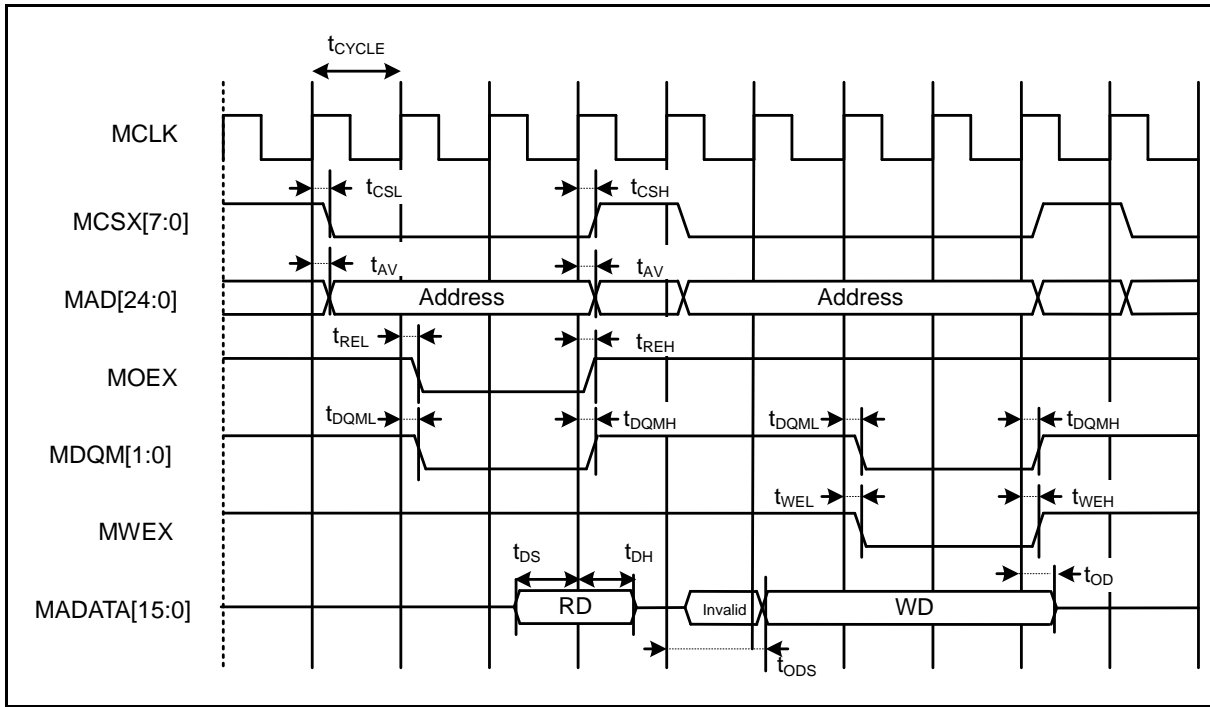 tCYCLE
MCLK
tCSL
tCSH
MCSX[7:0]
tAV
tAV
MAD[24:0]
Address
Address
tREL
tREH
MOEX
tDQML
tDQMH
tDQML
tDQMH
MDQM[1:0]
tWEL
tWEH
MWEX
tDS
tDH
tOD
MADATA[15:0]
RD
Invalid
WD
tODS